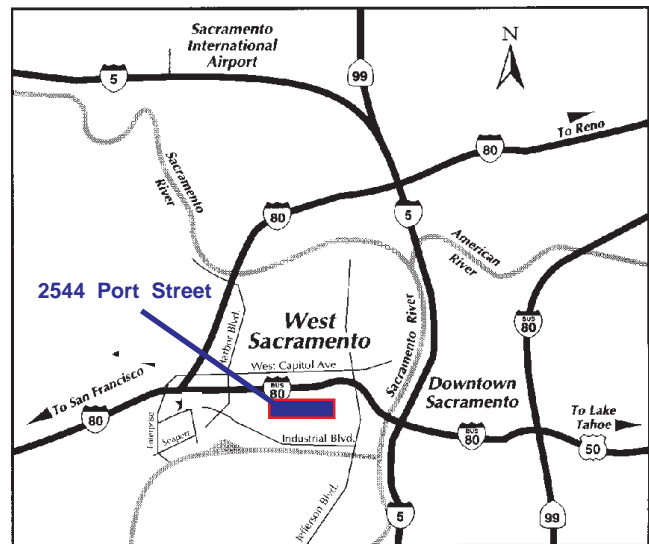 Sacramento
International
Airport
N
5
99
To Reno
80
Sacramento
River
80
5
American
River
2544 Port Street
Harbor Blvd.
West
Sacramento
Sacramento River
BUS
80
West Capitol Ave
To San Francisco
BUS
80
Downtown
Sacramento
To Lake
Tahoe
80
Enterprise
Seaport
Industrial Blvd.
BUS
80
50
Jefferson Blvd.
5
99